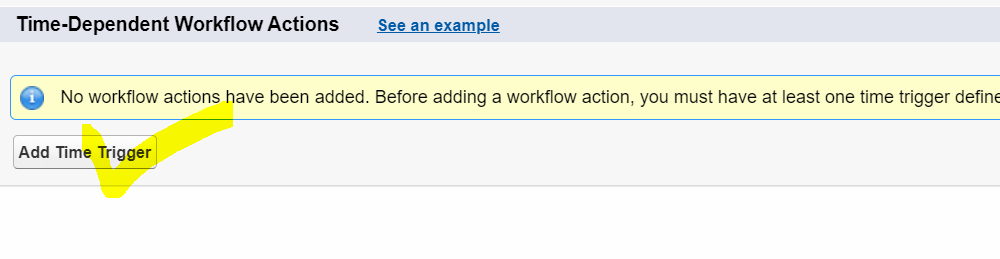 Time-Dependent Workflow Actions See an example
No workflow actions have been added. Before adding a workflow action, you must have at least one time trigger define
Add Time Trigger